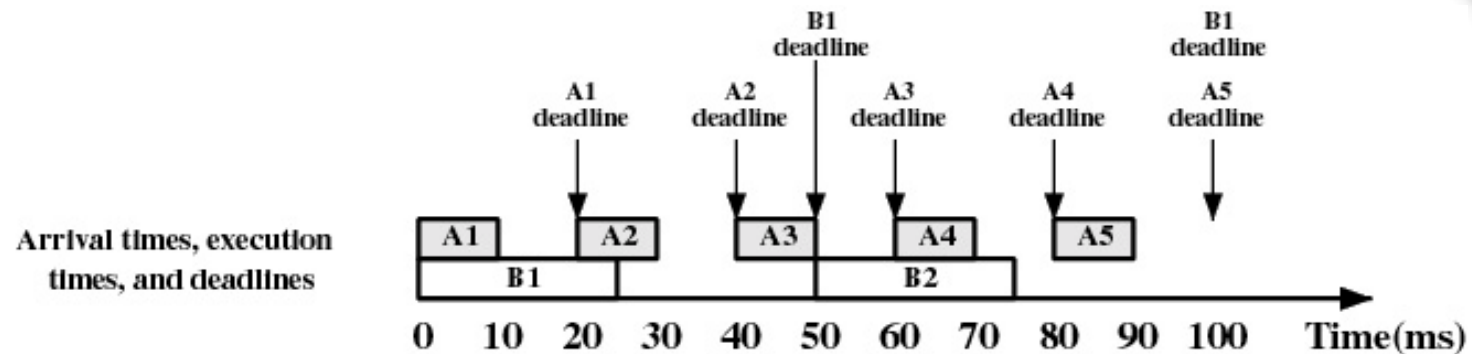 B1
deadline
B1
deadline
A1
deadline
A2
deadline
A3
deadline
A4
deadline
A5
deadline
Arrival times, execution
times, and deadlines
A1
A2
A3
A4
A5
B1
B2
0 10 20 30 40 50 60 70 80 90 100 Time(ms)